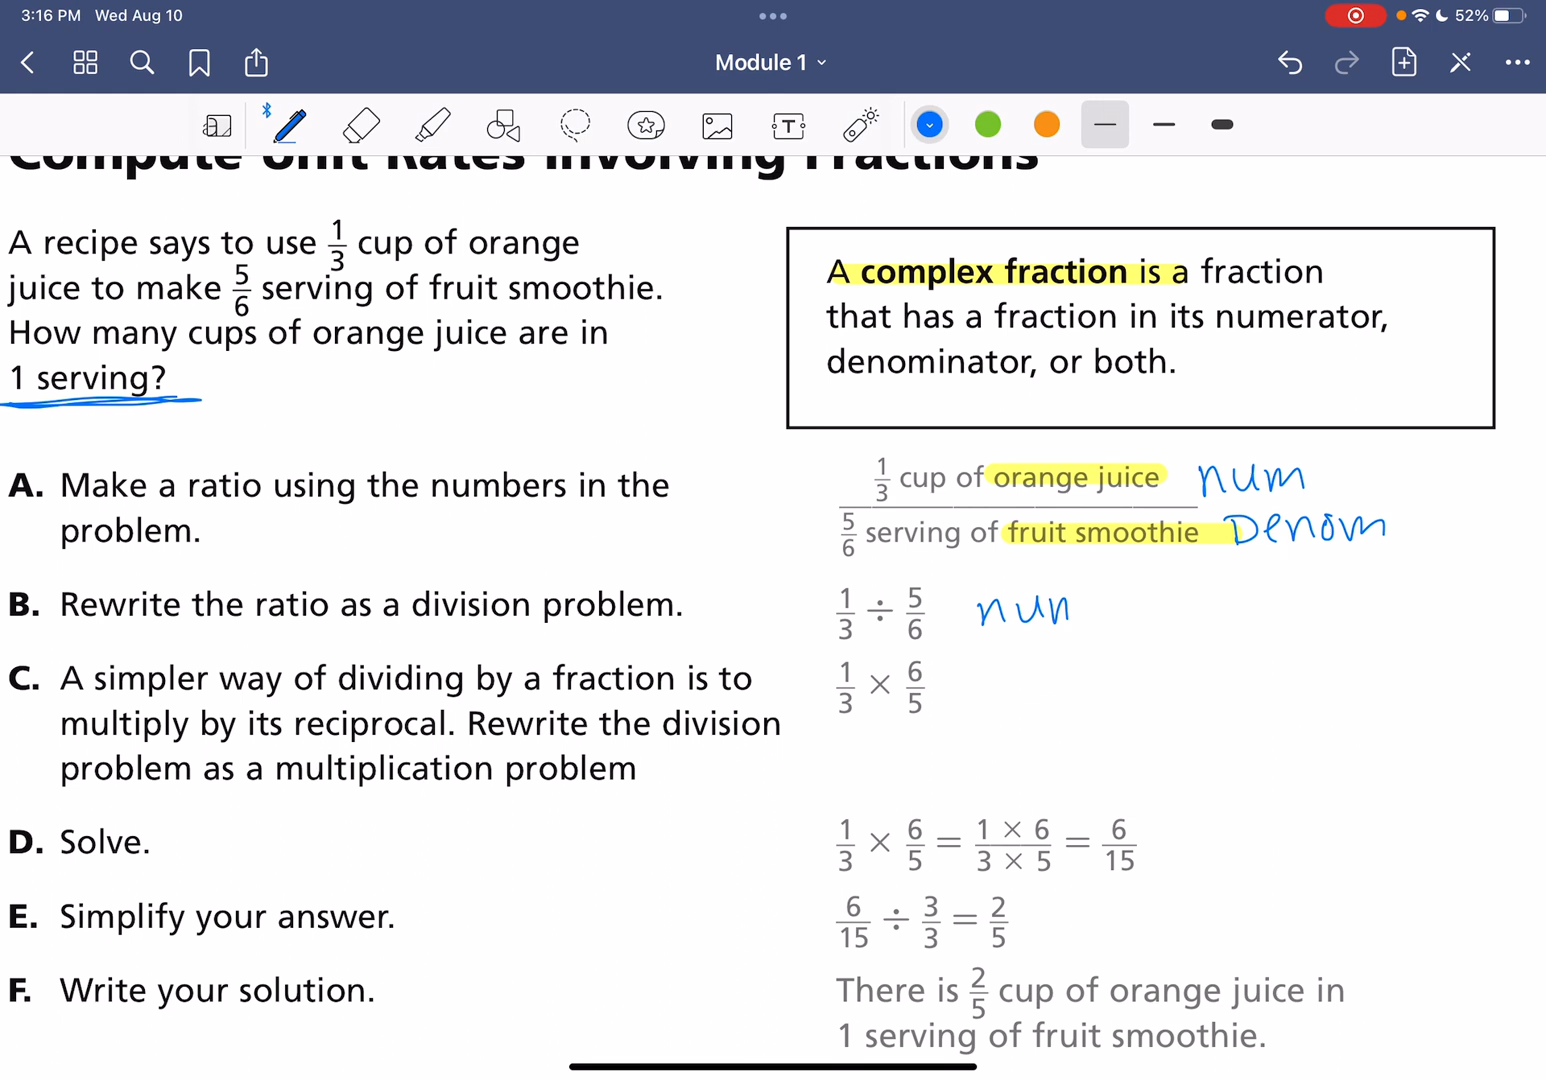 3:16 PM Wed Aug 10
52%
Module 1
T
Compute Unit Rates Involving Fractions
A recipe says to use 1/3 cup of orange
juice to make 5/6 serving of fruit smoothie.
How many cups of orange juice are in
1 serving?
A complex fraction is a fraction
that has a fraction in its numerator,
denominator, or both.
A. Make a ratio using the numbers in the
problem.
1/3 cup of orange juice num
5/6 serving of fruit smoothie Denom
B. Rewrite the ratio as a division problem.
1/3 ÷ 5/6 nun
C. A simpler way of dividing by a fraction is to
multiply by its reciprocal. Rewrite the division
problem as a multiplication problem
1/3 × 6/5
D. Solve.
1/3 × 6/5 = 1 × 6/3 × 5 = 6/15
E. Simplify your answer.
6/15 ÷ 3/3 = 2/5
F. Write your solution.
There is 2/5 cup of orange juice in
1 serving of fruit smoothie.